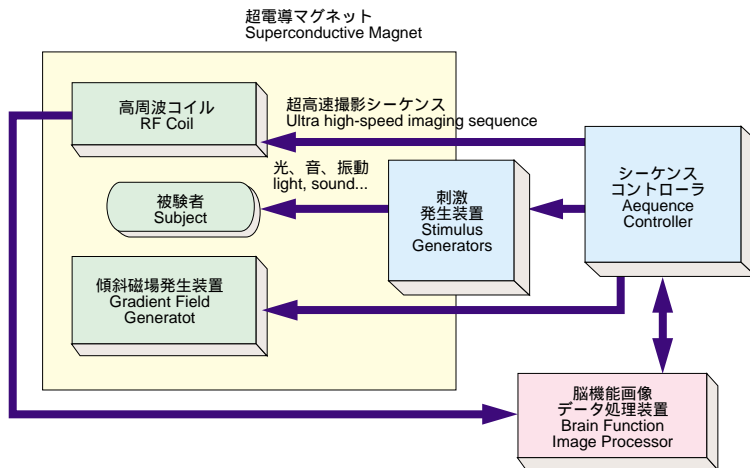 超電導マグネット
Superconductive Magnet
高周波コイル
RF Coil
超高速撮影シーケンス
Ultra high-speed imaging sequence
光、音、振動
light, sound...
被験者
Subject
刺激
発生装置
Stimulus
Generators
シーケンス
コントローラ
Aequence
Controller
傾斜磁場発生装置
Gradient Field
Generatot
脳機能画像
データ処理装置
Brain Function
Image Processor